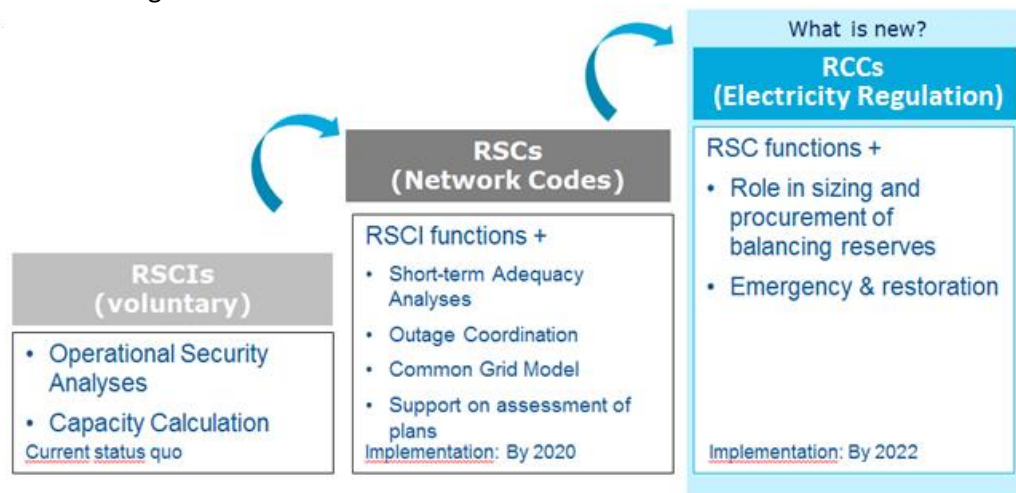 What is new?
RCCs
(Electricity Regulation)
RSC functions +
• Role in sizing and
procurement of
balancing reserves
• Emergency & restoration
Implementation: By 2022
RSCs
(Network Codes)
RSCI functions +
• Short-term Adequacy
Analyses
• Outage Coordination
• Common Grid Model
• Support on assessment of
plans
Implementation: By 2020
RSCIs
(voluntary)
• Operational Security
Analyses
• Capacity Calculation
Current status quo